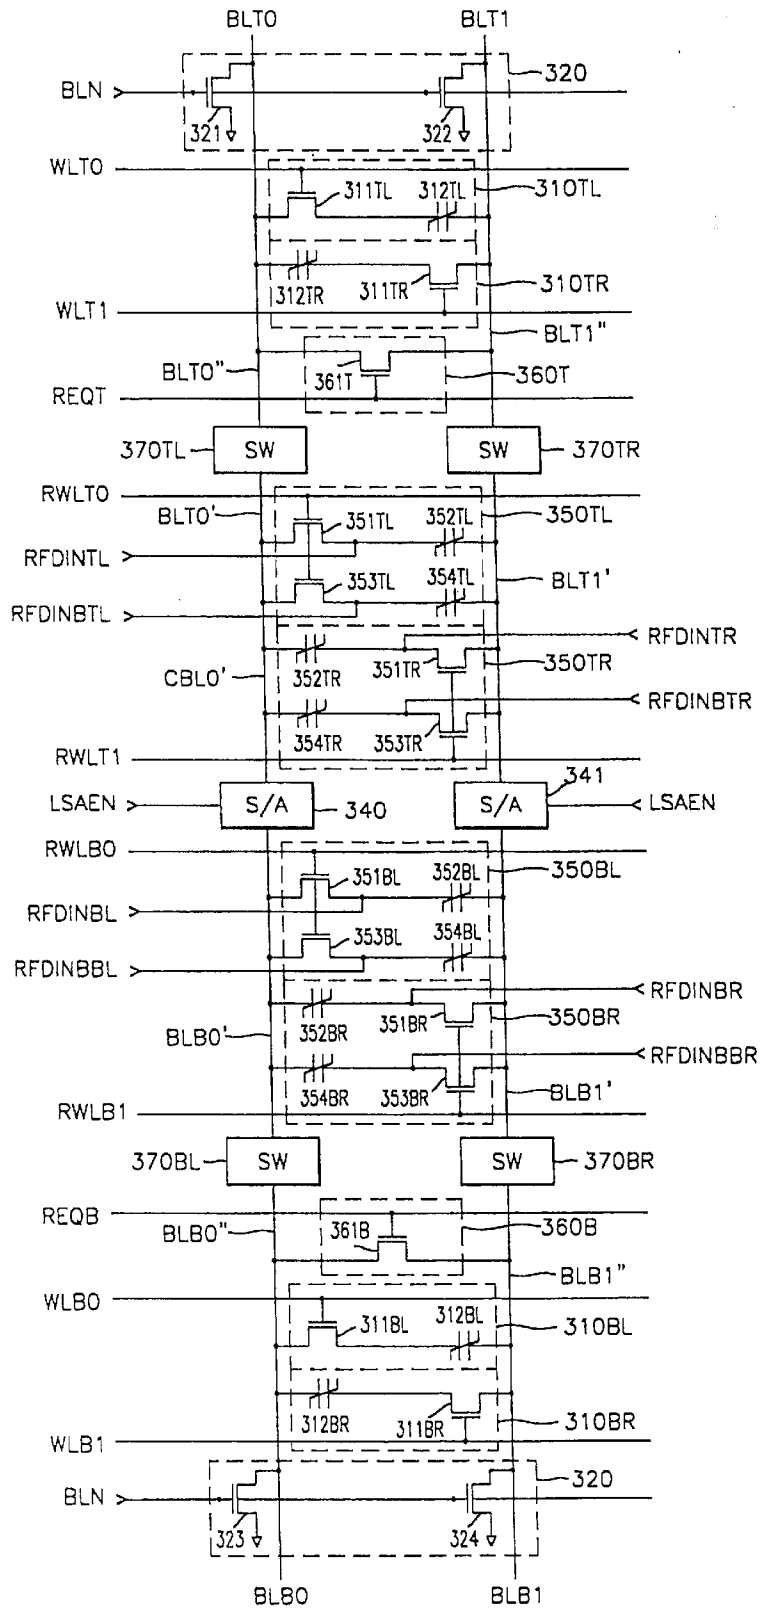 BLT0 BLT1
320
BLN
321 322
WLT0
311TL 312TL 310TL
312TR 311TR 310TR
WLT1
BLT1"
BLT0" 361T 360T
REQT
370TL SW SW 370TR
RWLT0
BLT0' 351TL 352TL 350TL
RFDINTL
353TL 354TL BLT1'
RFDINBTL
RFDINTR
352TR 351TR 350TR
CBL0'
RFDINBTR
354TR 353TR
RWLT1
341
LSAEN S/A 340 S/A LSAEN
RWLB0
351BL 352BL 350BL
RFDINBL
353BL 354BL
RFDINBBL
RFDINBR
352BR 351BR 350BR
BLB0'
RFDINBBR
354BR 353BR BLB1'
RWLB1
370BL SW SW 370BR
REQB
BLB0" 361B 360B
BLB1"
WLB0
311BL 312BL 310BL
312BR 311BR 310BR
WLB1
320
BLN
323 324
BLB0 BLB1